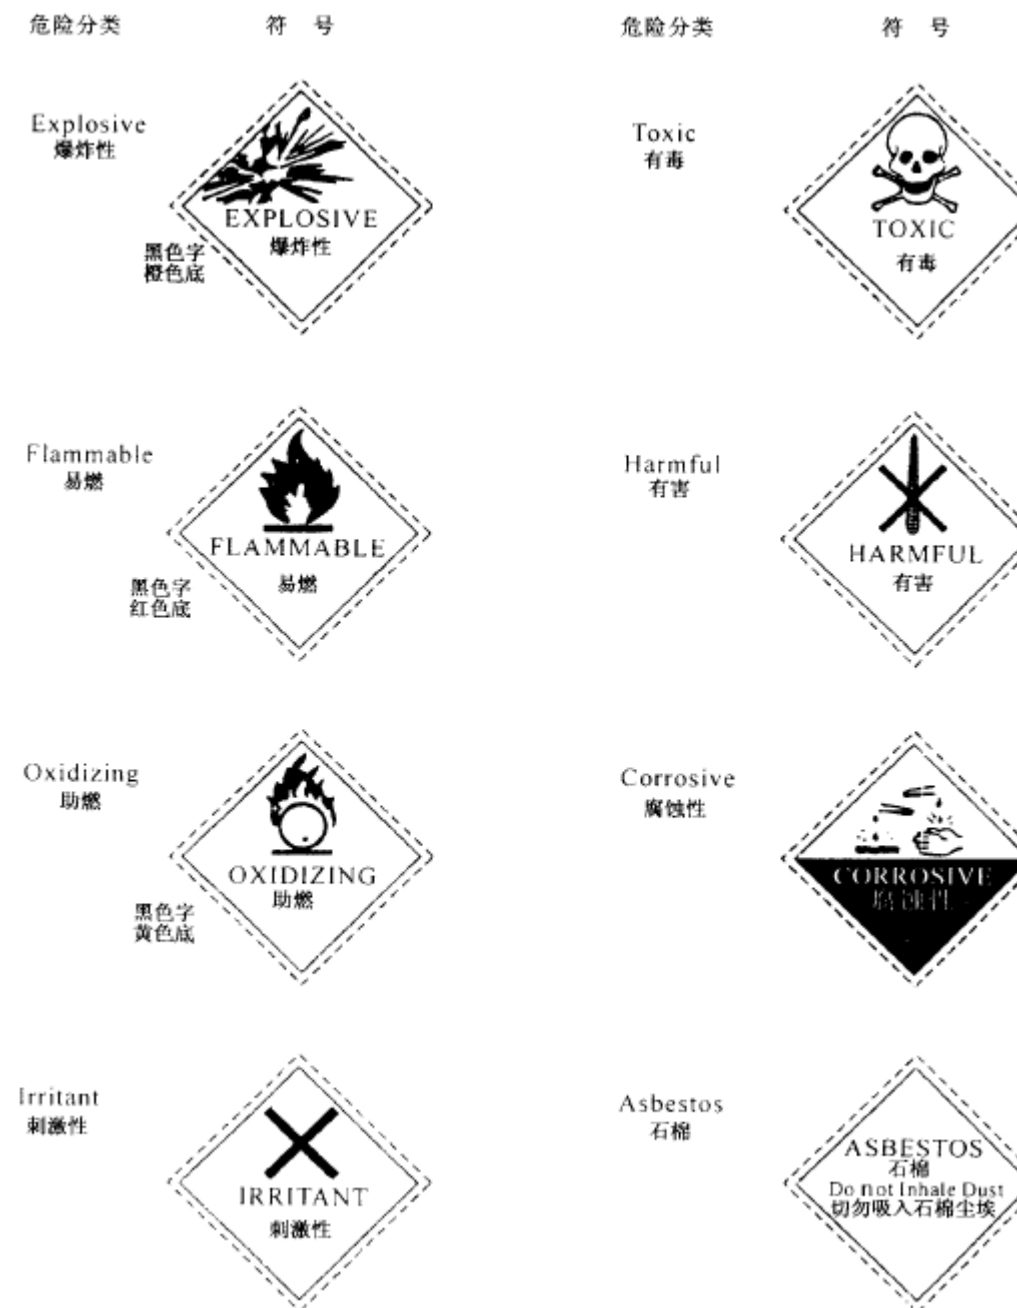 危险分类 符 号 危险分类 符 号
Explosive
爆炸性
EXPLOSIVE
爆炸性
黑色字
橙色底
Toxic
有毒
TOXIC
有毒
Flammable
易燃
FLAMMABLE
易燃
黑色字
红色底
Harmful
有害
HARMFUL
有害
Oxidizing
助燃
OXIDIZING
助燃
黑色字
黄色底
Corrosive
腐蚀性
CORROSIVE
腐蚀性
Irritant
刺激性
IRRITANT
刺激性
Asbestos
石棉
ASBESTOS
石棉
Do not Inhale Dust
切勿吸入石棉尘埃